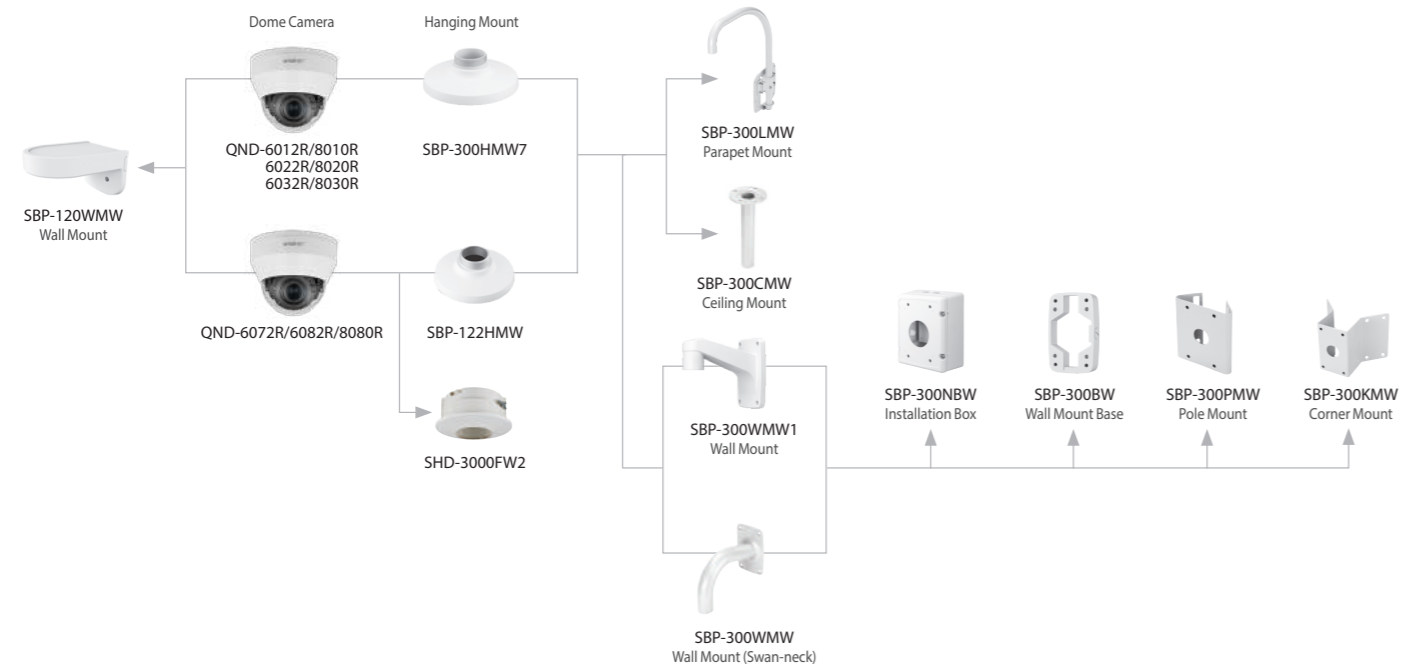 Dome Camera
Hanging Mount
QND-6012R/8010R
6022R/8020R
6032R/8030R
SBP-300HMW7
SBP-300LMW
Parapet Mount
SBP-120WMW
Wall Mount
SBP-300CMW
Ceiling Mount
QND-6072R/6082R/8080R
SBP-122HMW
SHD-3000FW2
SBP-300WMW1
Wall Mount
SBP-300NBW
Installation Box
SBP-300BW
Wall Mount Base
SBP-300PMW
Pole Mount
SBP-300KMW
Corner Mount
SBP-300WMW
Wall Mount (Swan-neck)